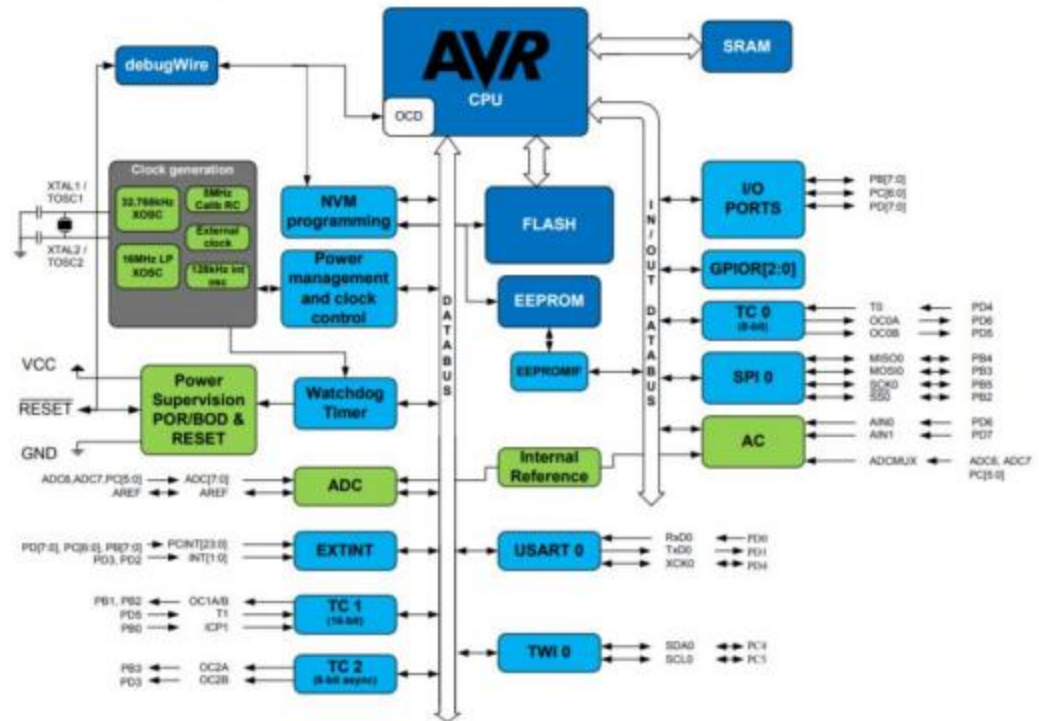 AVR
CPU
OCD
SRAM
debugWire
Clock generation
XTAL1 /
TOSC1
32.768kHz
XOSC
8MHz
Calib RC
External
clock
XTAL2 /
TOSC2
16MHz LP
XOSC
128kHz int
osc
NVM
programming
FLASH
Power
management
and clock
control
EEPROM
EEPROMIF
DATABUS
IN/OUT DATABUS
I/O
PORTS
PB[7:0]
PC[6:0]
PD[7:0]
GPIOR[2:0]
TC 0
(8-bit)
T0 PD4
OC0A PD6
OC0B PD5
SPI 0
MISO0 PB4
MOSI0 PB3
SCK0 PB5
SS0 PB2
AC
AIN0 PD6
AIN1 PD7
ADCMUX ADC6, ADC7
PC[5:0]
VCC
RESET
GND
Power
Supervision
POR/BOD &
RESET
Watchdog
Timer
Internal
Reference
ADC6,ADC7,PC[5:0] ADC[7:0]
AREF AREF
ADC
PD[7:0], PC[6:0], PB[7:0] PCINT[23:0]
PD3, PD2 INT[1:0]
EXTINT
USART 0
RxD0 PD0
TxD0 PD1
XCK0 PD4
PB1, PB2 OC1A/B
PD5 T1
PB0 ICP1
TC 1
(16-bit)
TWI 0
SDA0 PC4
SCL0 PC5
PB3 OC2A
PD3 OC2B
TC 2
(8-bit async)